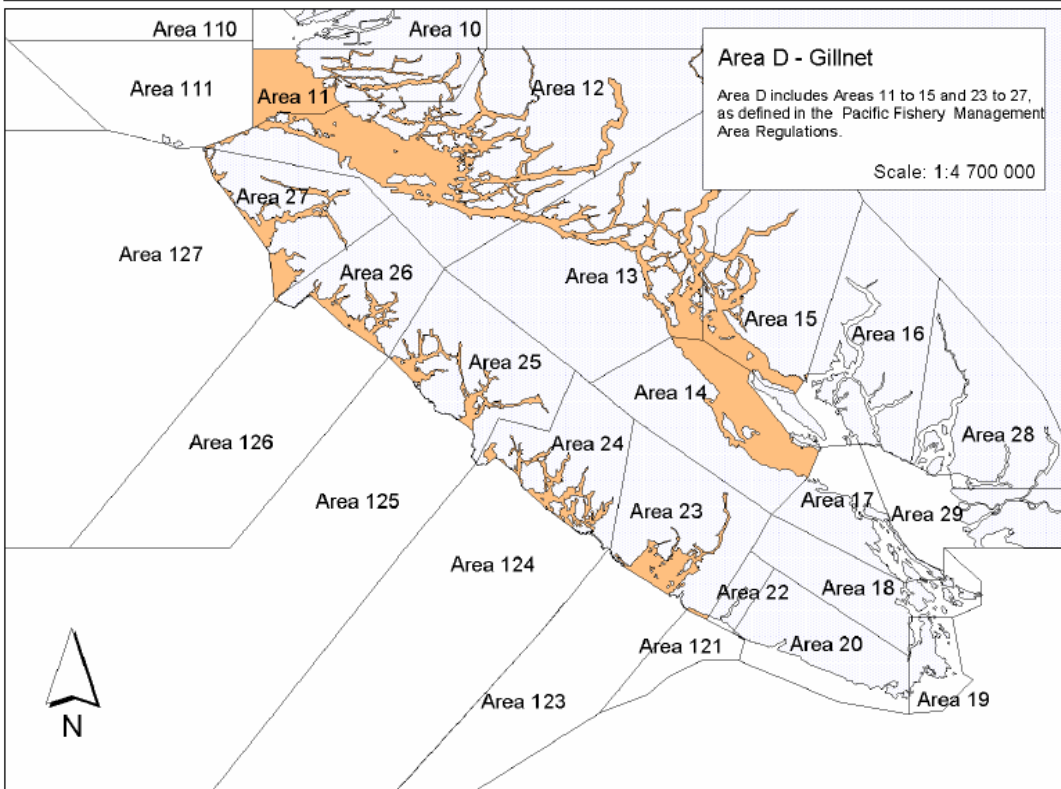 Area 110
Area 10
Area 111
Area 11
Area 12
Area D - Gillnet
Area D includes Areas 11 to 15 and 23 to 27,
as defined in the Pacific Fishery Management
Area Regulations.
Scale: 1:4 700 000
Area 27
Area 127
Area 26
Area 13
Area 15
Area 16
Area 25
Area 14
Area 126
Area 24
Area 28
Area 125
Area 17
Area 23
Area 29
Area 124
Area 22
Area 18
Area 121
Area 20
Area 123
Area 19
N